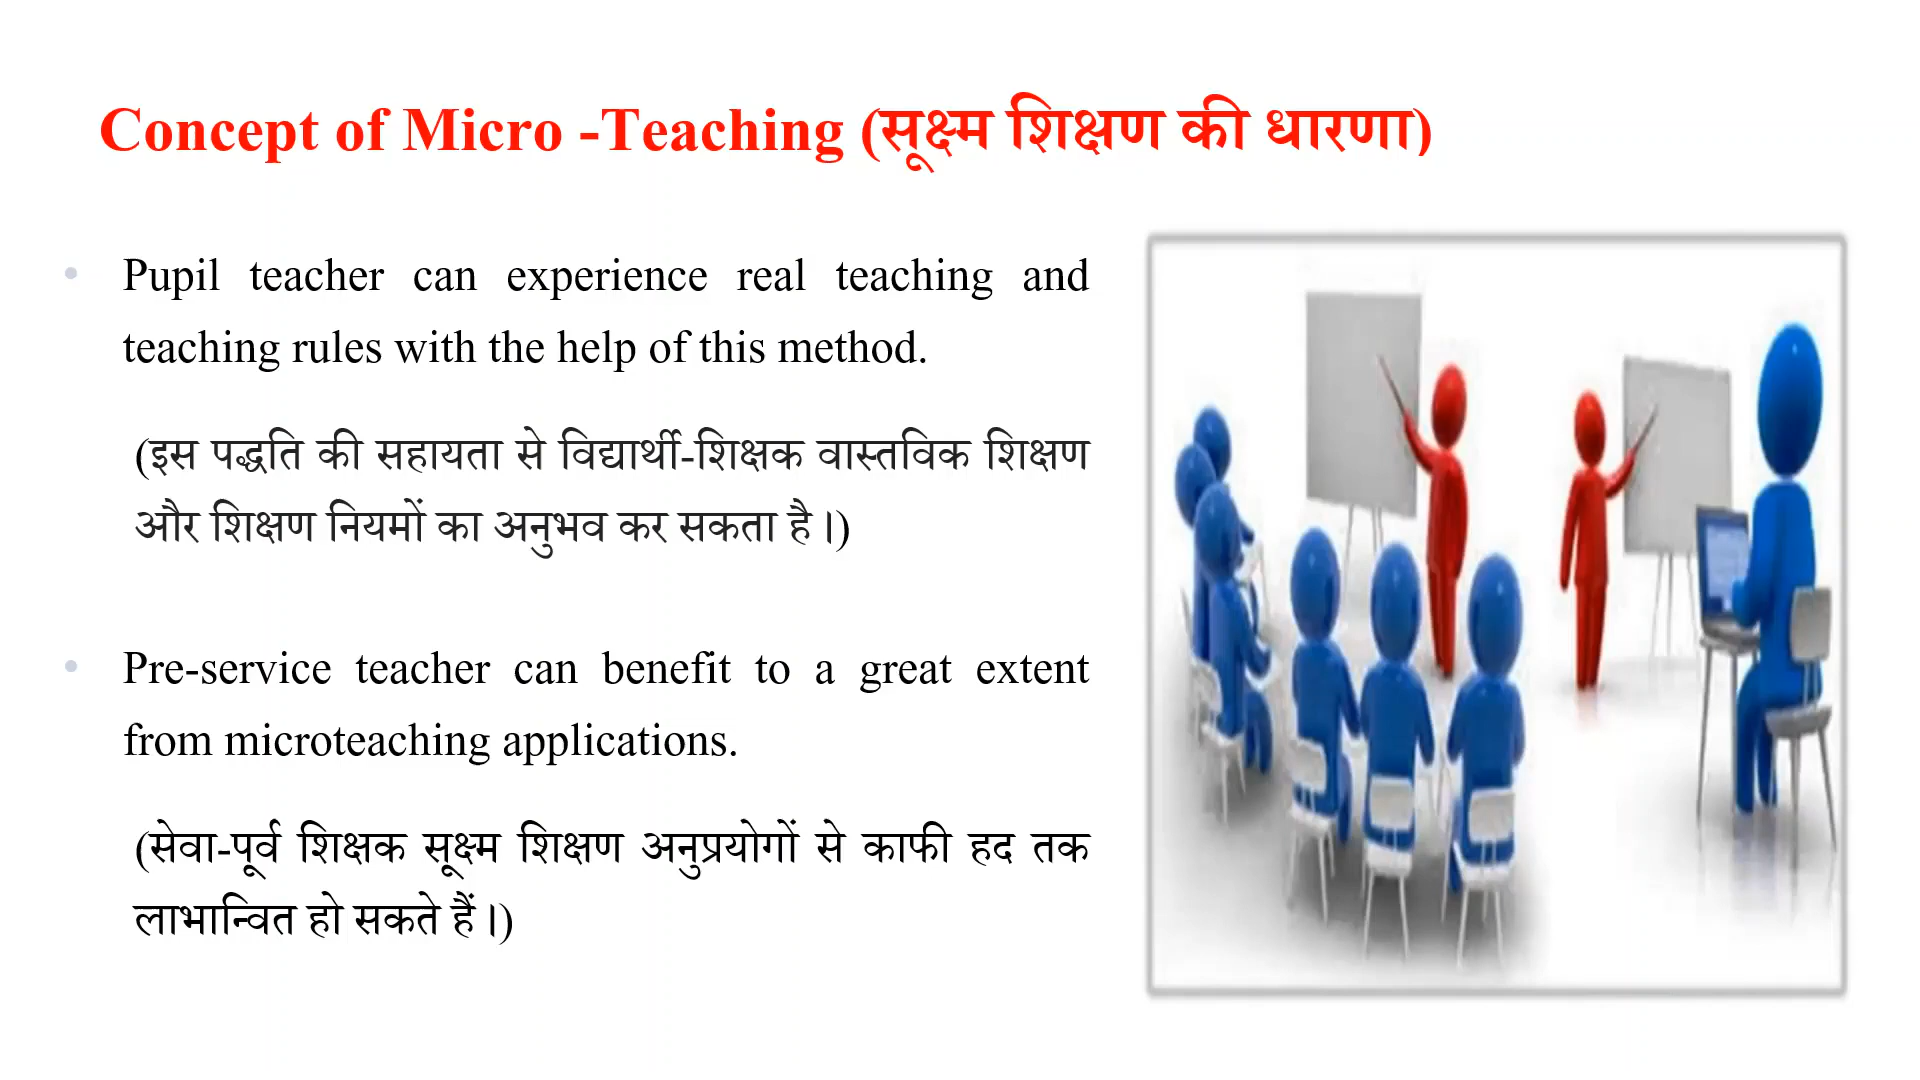 Concept of Micro -Teaching (सूक्ष्म शिक्षण की धारणा)
• Pupil teacher can experience real teaching and
teaching rules with the help of this method.
(इस पद्धति की सहायता से विद्यार्थी-शिक्षक वास्तविक शिक्षण
और शिक्षण नियमों का अनुभव कर सकता है।)
• Pre-service teacher can benefit to a great extent
from microteaching applications.
(सेवा-पूर्व शिक्षक सूक्ष्म शिक्षण अनुप्रयोगों से काफी हद तक
लाभान्वित हो सकते हैं।)